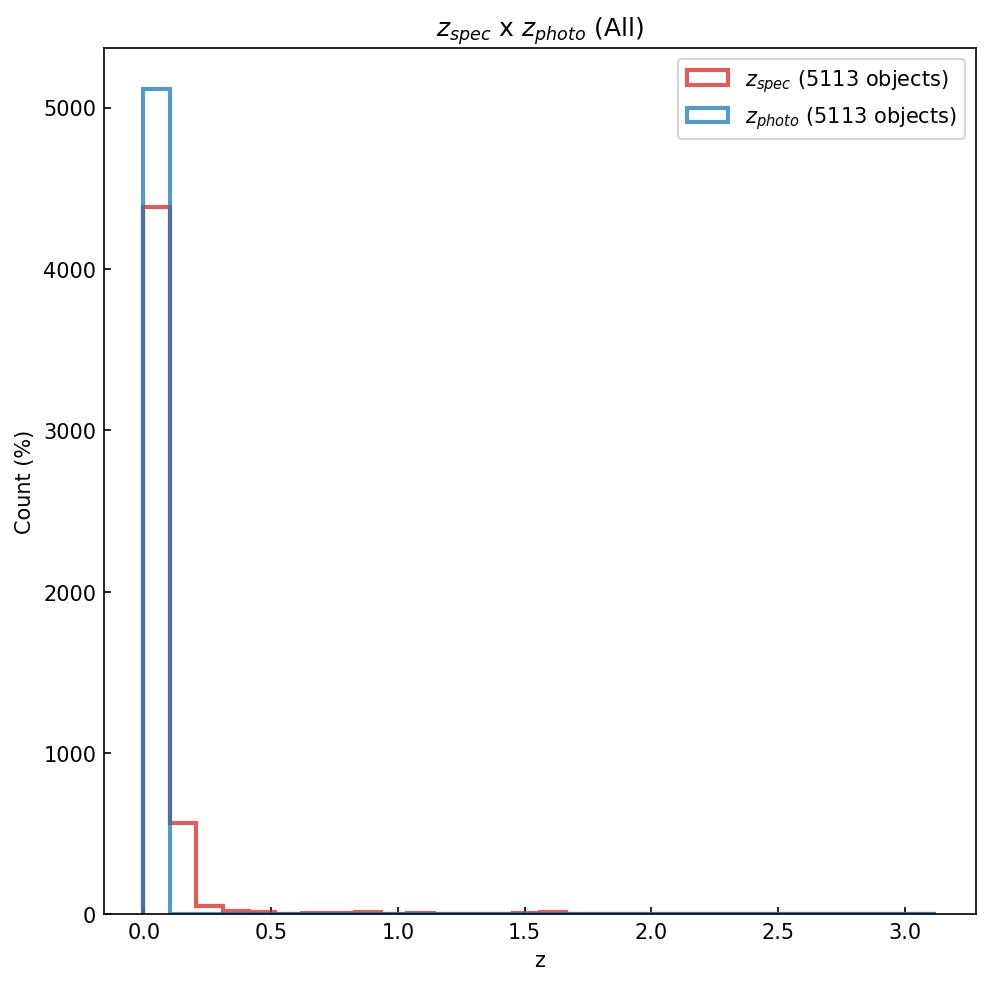 z_spec x z_photo (All)
z_spec (5113 objects)
z_photo (5113 objects)
Count (%)
5000
4000
3000
2000
1000
0
0.0 0.5 1.0 1.5 2.0 2.5 3.0
z